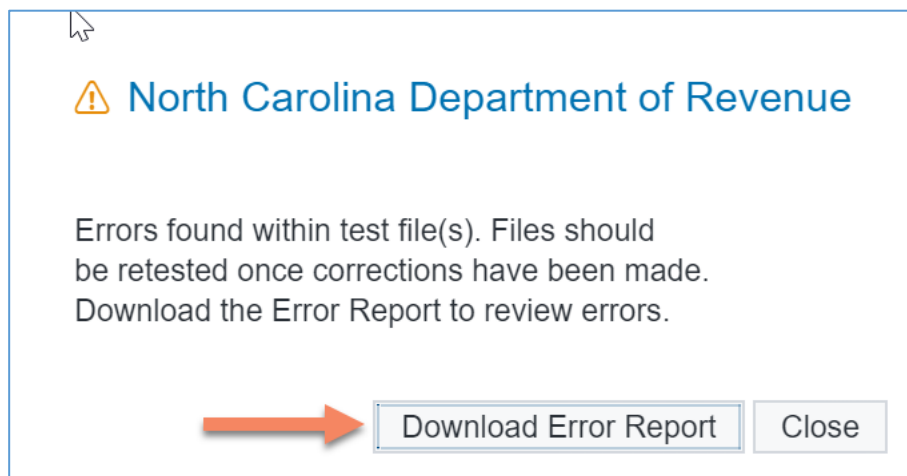 North Carolina Department of Revenue
Errors found within test file(s). Files should
be retested once corrections have been made.
Download the Error Report to review errors.
Download Error Report
Close